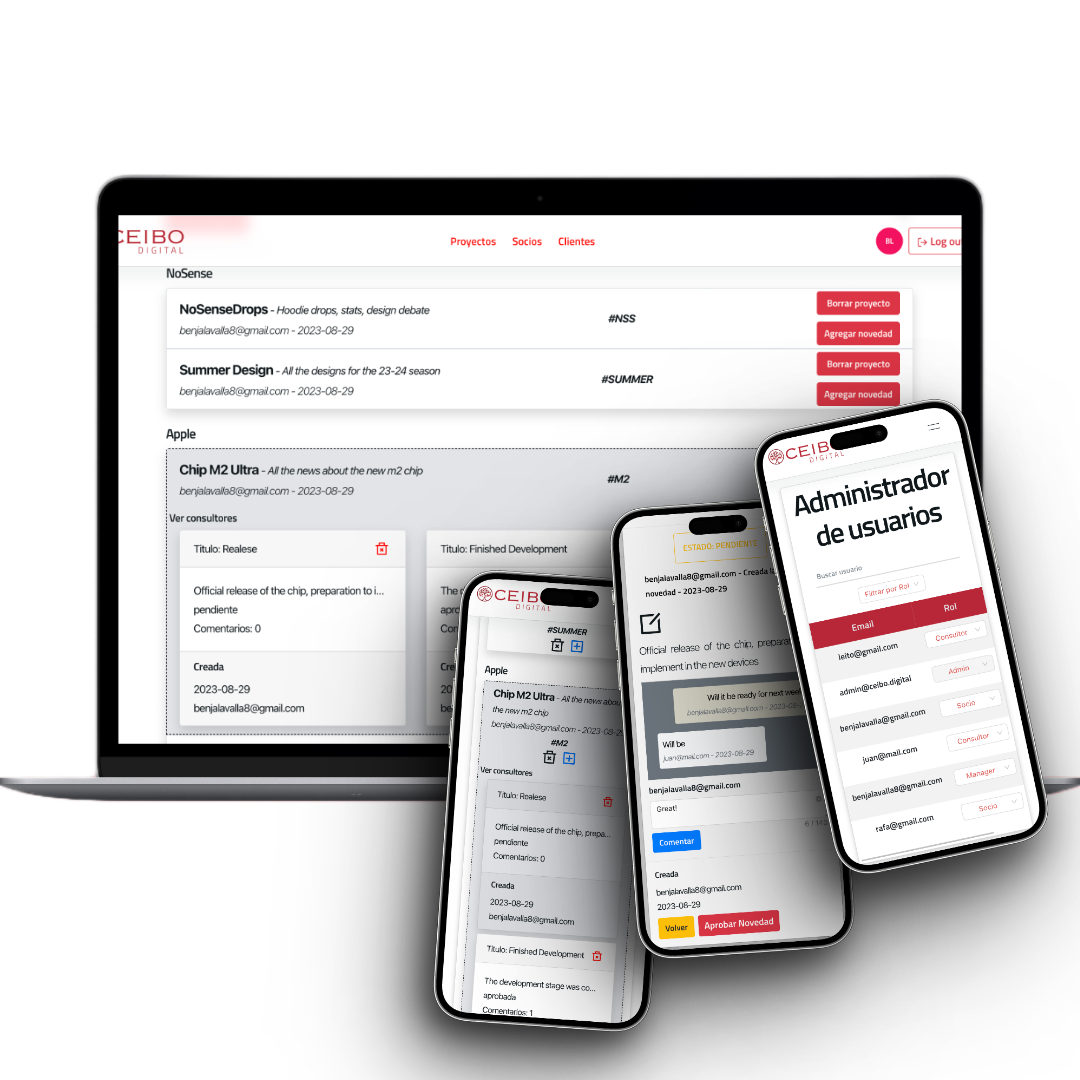 CEIBO
DIGITAL
Proyectos Socios Clientes
BL
Log ou
NoSense
NoSenseDrops - Hoodie drops, stats, design debate
benjalavalla8@gmail.com - 2023-08-29
#NSS
Borrar proyecto
Agregar novedad
Summer Design - All the designs for the 23-24 season
benjalavalla8@gmail.com - 2023-08-29
#SUMMER
Borrar proyecto
Agregar novedad
Apple
Chip M2 Ultra - All the news about the new m2 chip
benjalavalla8@gmail.com - 2023-08-29
#M2
Ver consultores
Titulo: Realese
Official release of the chip, preparation to i...
pendiente
Comentarios: 0
Creada
2023-08-29
benjalavalla8@gmail.com
Titulo: Finished Development
The
apro
Co
Cre
20
ben
CEIB
DIGITAL
#SUMMER
Apple
Chip M2 Ultra - All the news abou
the new m2 chip
benjalavalla8@gmail.com - 2023-08-2
#M2
Ver consultores
Titulo: Realese
Official release of the chip, prepa...
pendiente
Comentarios: 0
Creada
2023-08-29
benjalavalla8@gmail.com
Titulo: Finished Development
The development stage was co...
aprobada
Comentarios: 1
ESTADO: PENDIENTE
benjalavalla8@gmail.com - Creada l
novedad - 2023-08-29
Official release of the chip, prepara
implement in the new devices
Will it be ready for next wee
benjalavalla8@gmail.com - 2023-08-
Will be
juan@mail.com - 2023-08-29
benjalavalla8@gmail.com
Great!
Comentar
Creada
benjalavalla8@gmail.com
2023-08-29
Volver Aprobar Novedad
CEIB
DIGITAL
Administrador
de usuarios
Buscar usuario
Filtrar por Rol
Email Rol
leito@gmail.com Consultor
admin@ceibo.digital Admin
benjalavalla@gmail.com Socio
juan@mail.com Consultor
benjalavalla8@gmail.com Manager
rafa@gmail.com Socio